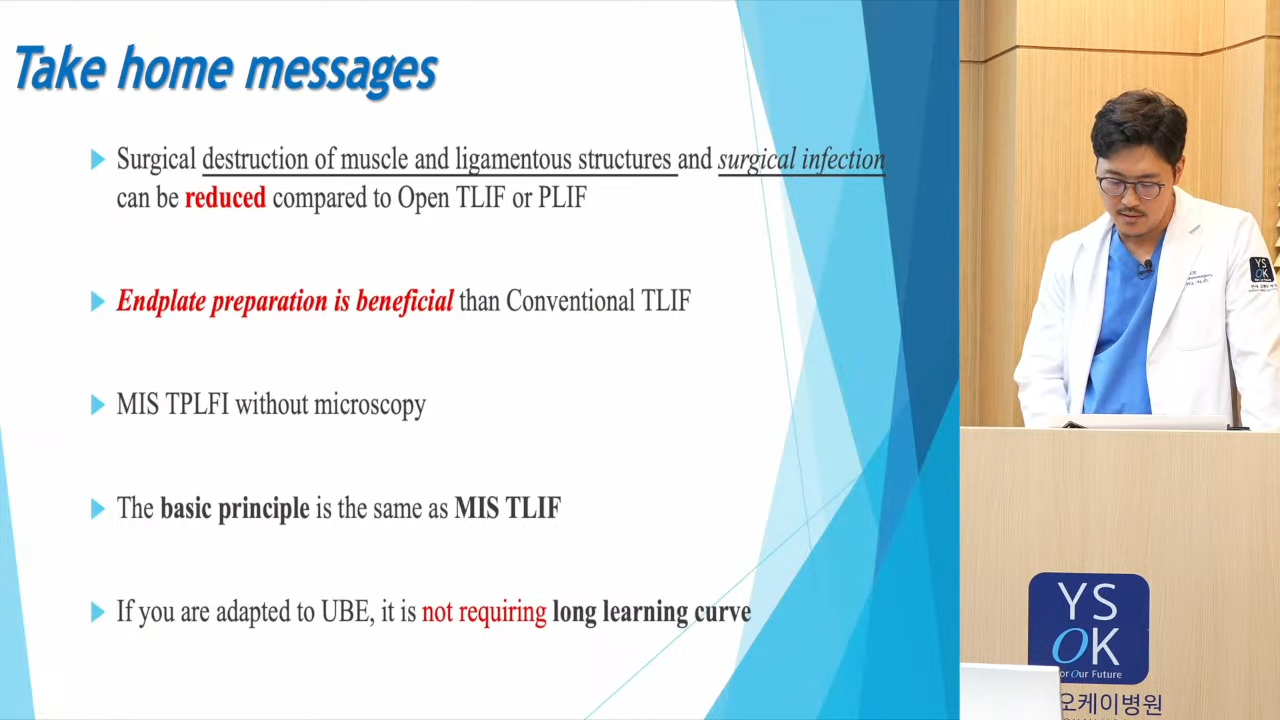 Take home messages
Surgical destruction of muscle and ligamentous structures and surgical infection
can be reduced compared to Open TLIF or PLIF
Endplate preparation is beneficial than Conventional TLIF
MIS TPLFI without microscopy
The basic principle is the same as MIS TLIF
If you are adapted to UBE, it is not requiring long learning curve
YS
OK
YS
OK
or Our Future
오케이병원